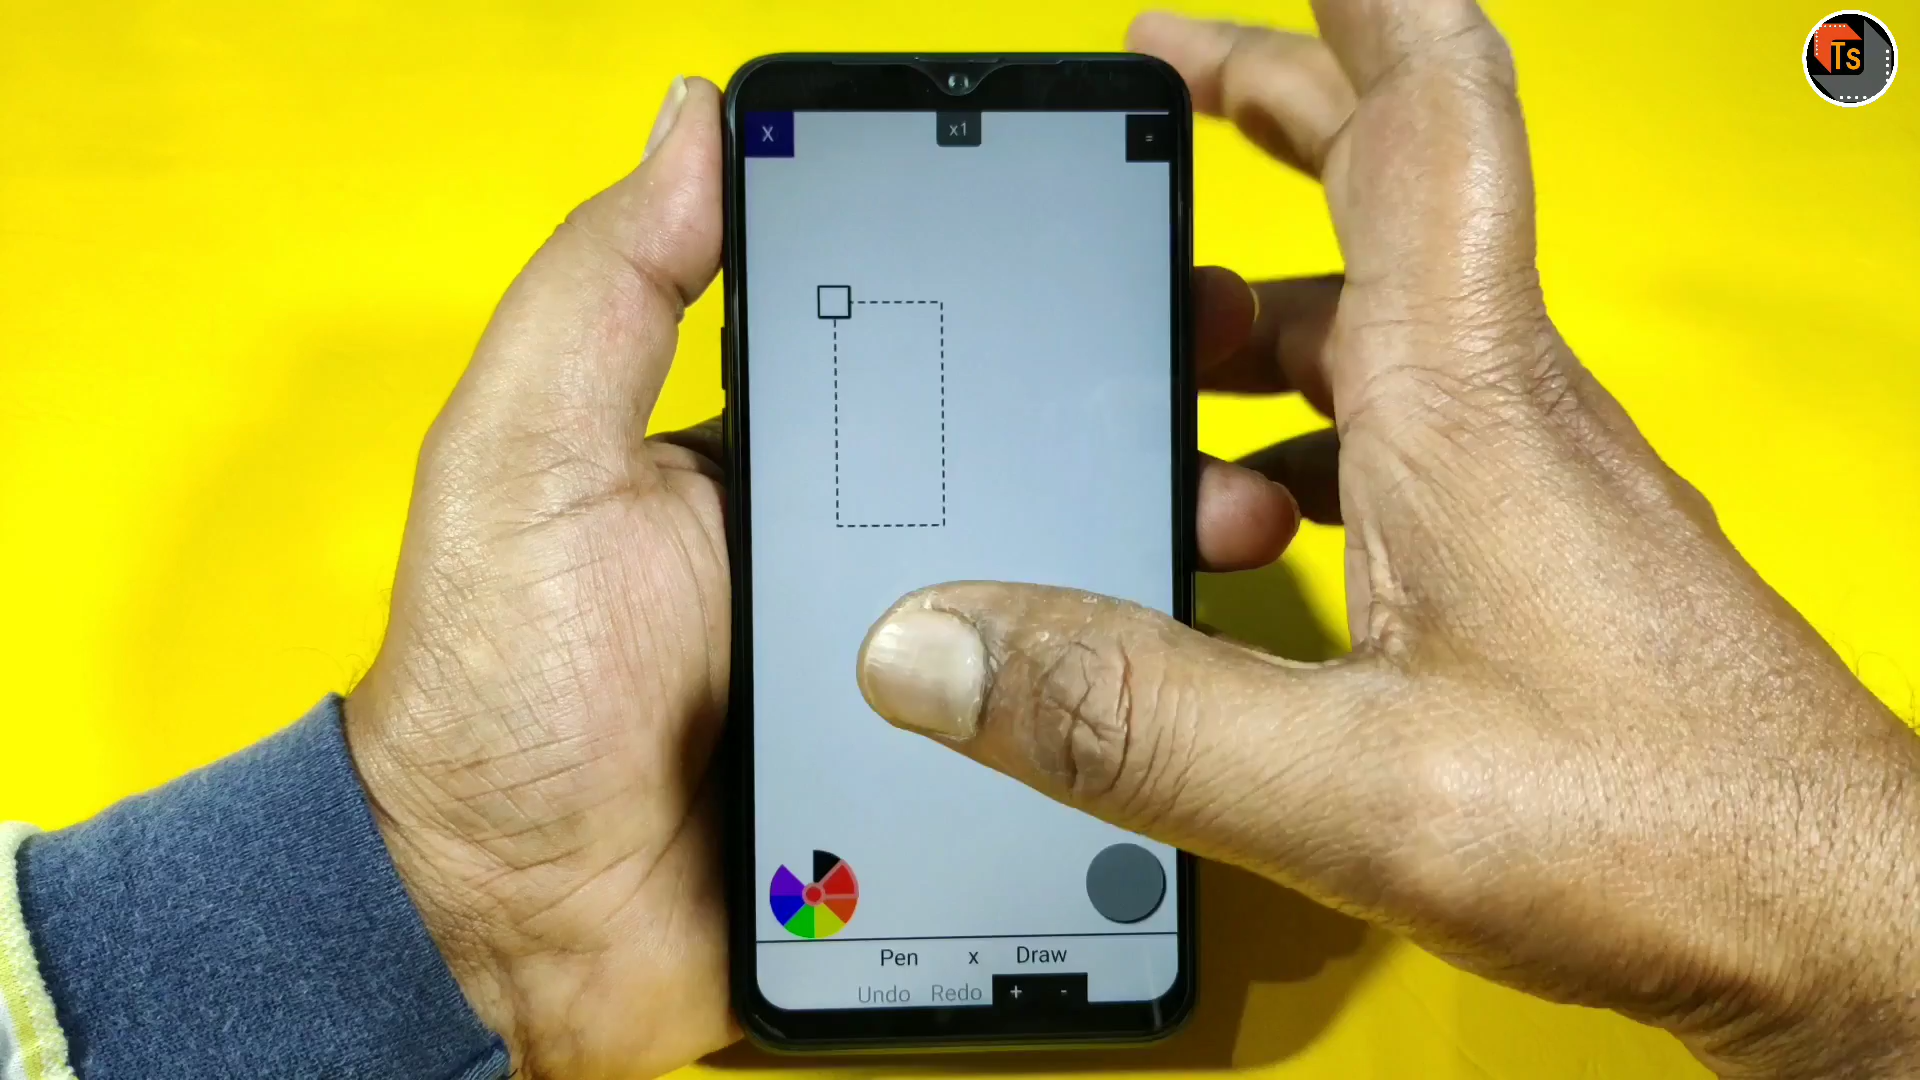 X
x1
=
Pen x Draw
Undo Redo + -
Ts